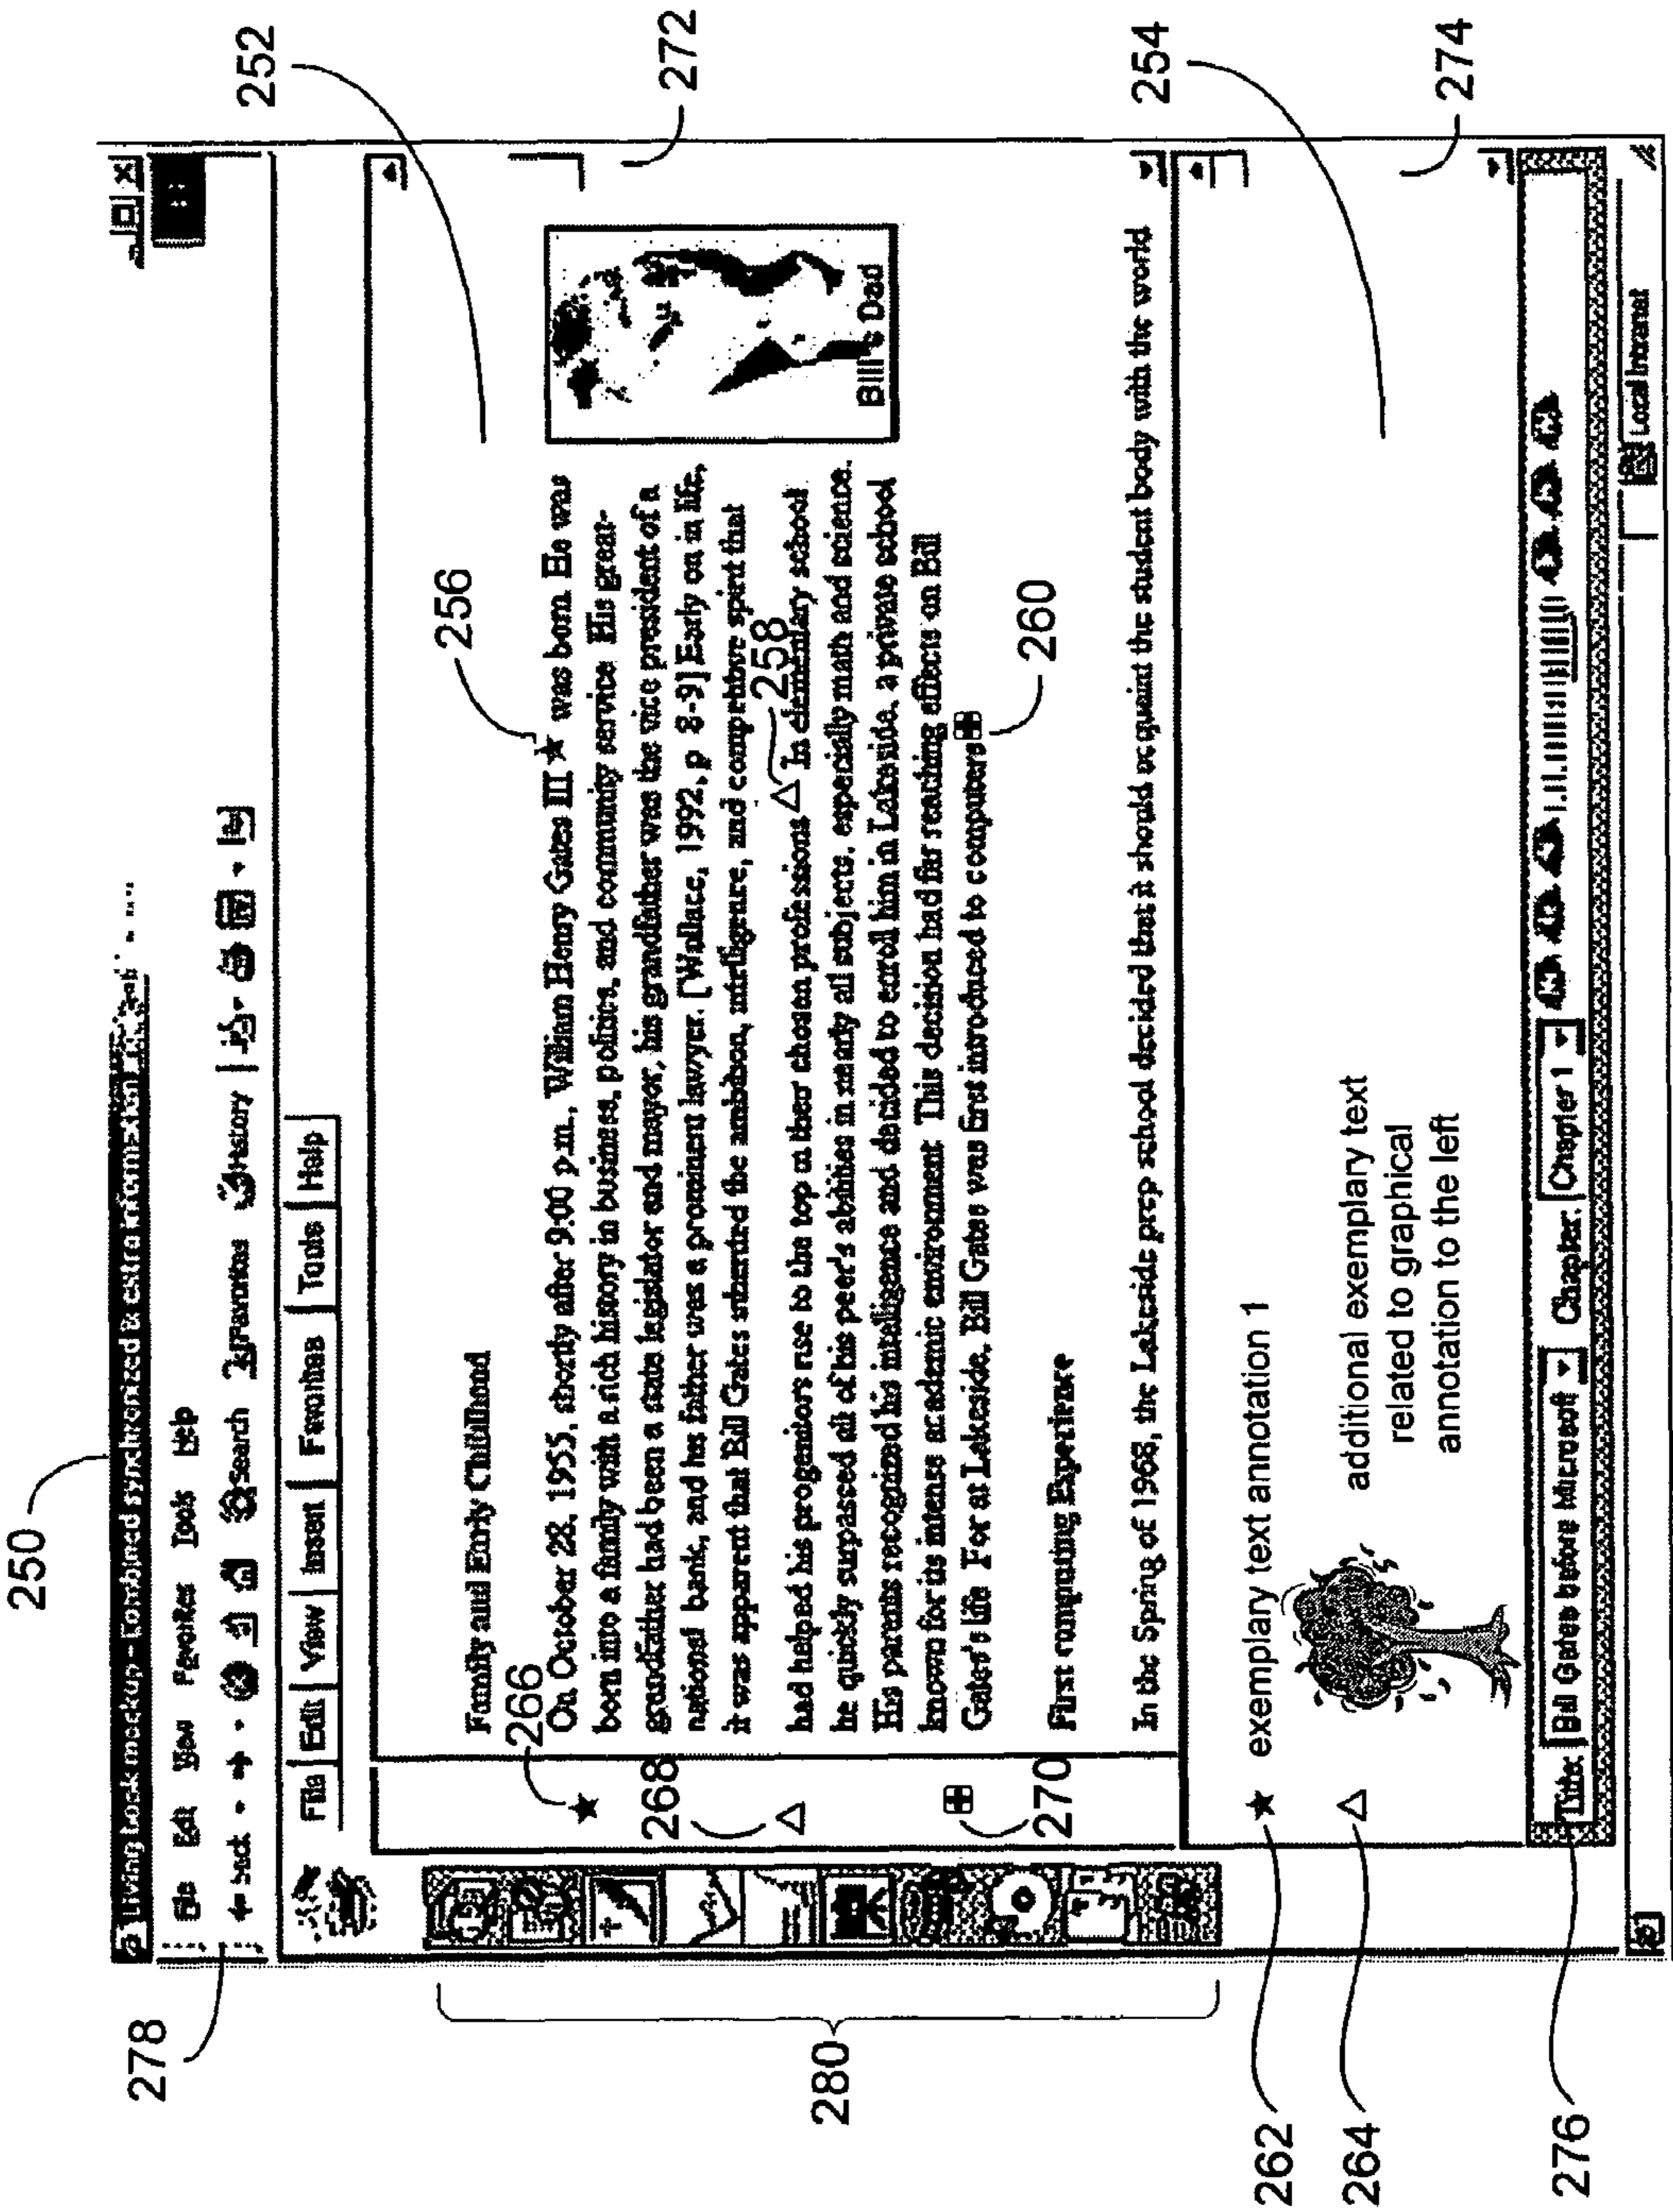 250
Living book mockup - Combined synchronized & extra information
File Edit View Favorites Tools Help
278
Back Search Favorites History
File Edit View Insert Favorites Tools Help
252
256
Family and Early Childhood
266
On October 28, 1955, shortly after 9:00 p.m., William Henry Gates III ★ was born. He was
born into a family with a rich history in business, politics, and community service. His great-
grandfather had been a state legislator and mayor, his grandfather was the vice president of a
national bank, and his father was a prominent lawyer. [Wallace, 1992, p 8-9] Early on in life,
it was apparent that Bill Gates inherited the ambition, intelligence, and competitive spirit that
258
had helped his progenitors rise to the top in their chosen professions △ In elementary school
he quickly surpassed all of his peer's abilities in nearly all subjects, especially math and science.
His parents recognized his intelligence and decided to enroll him in Lakeside, a private school
known for its intense academic environment. This decision had far reaching effects on Bill
Gates's life. For at Lakeside, Bill Gates was first introduced to computers
Bill's Dad
272
268
260
270
280
First computing Experience
In the Spring of 1968, the Lakeside prep school decided that it should acquaint the student body with the world
262
★ exemplary text annotation 1
254
264
△ additional exemplary text
related to graphical
annotation to the left
274
276
Title: Bill Gates before Microsoft Chapter: Chapter 1
Local Intranet